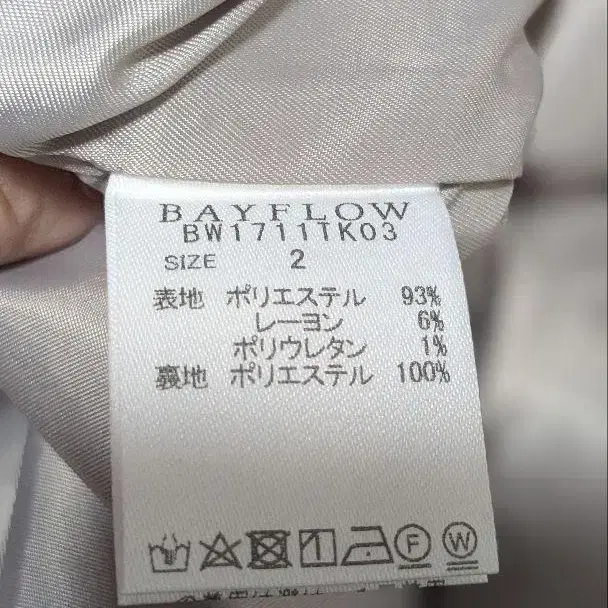 BAYFLOW
BW17111K03
SIZE 2
表地 ポリエステル 93%
レーヨン 6%
ポリウレタン 1%
裏地 ポリエステル 100%
F W